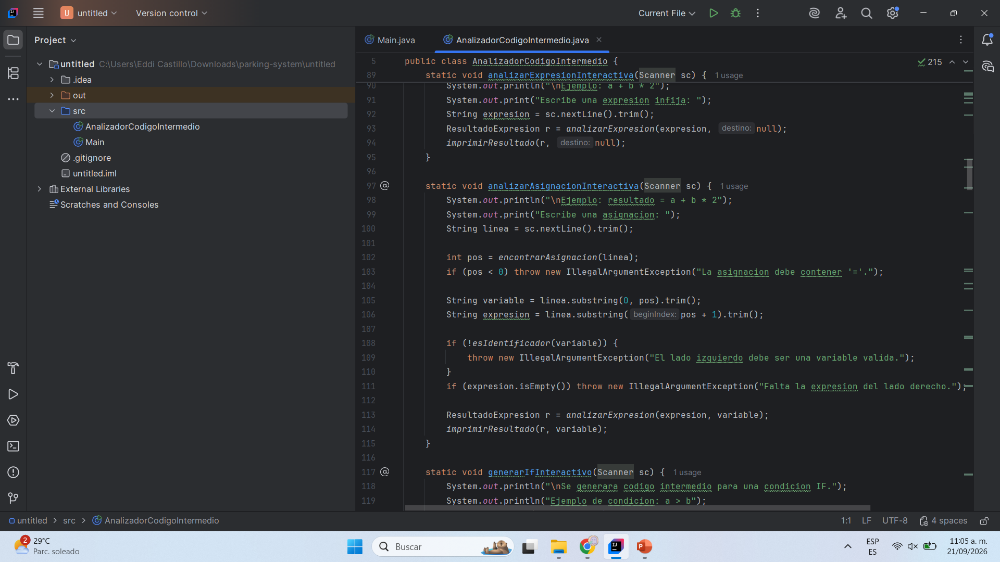 U untitled Version control Current File
Project
untitled C:\Users\Eddi Castillo\Downloads\parking-system\untitled
.idea
out
src
AnalizadorCodigoIntermedio
Main
.gitignore
untitled.iml
External Libraries
Scratches and Consoles
Main.java AnalizadorCodigoIntermedio.java
215
5 public class AnalizadorCodigoIntermedio {
89 static void analizarExpresionInteractiva(Scanner sc) { 1 usage
90 System.out.println("\nEjemplo: a + b * 2");
91 System.out.print("Escribe una expresion infija: ");
92 String expresion = sc.nextLine().trim();
93 ResultadoExpresion r = analizarExpresion(expresion, destino: null);
94 imprimirResultado(r, destino: null);
95 }
96
97 @ static void analizarAsignacionInteractiva(Scanner sc) { 1 usage
98 System.out.println("\nEjemplo: resultado = a + b * 2");
99 System.out.print("Escribe una asignacion: ");
100 String linea = sc.nextLine().trim();
101
102 int pos = encontrarAsignacion(linea);
103 if (pos < 0) throw new IllegalArgumentException("La asignacion debe contener '='.");
104
105 String variable = linea.substring(0, pos).trim();
106 String expresion = linea.substring( beginIndex: pos + 1).trim();
107
108 if (!esIdentificador(variable)) {
109 throw new IllegalArgumentException("El lado izquierdo debe ser una variable valida.");
110 }
111 if (expresion.isEmpty()) throw new IllegalArgumentException("Falta la expresion del lado derecho.");
112
113 ResultadoExpresion r = analizarExpresion(expresion, variable);
114 imprimirResultado(r, variable);
115 }
116
117 @ static void generarIfInteractivo(Scanner sc) { 1 usage
118 System.out.println("\nSe generara codigo intermedio para una condicion IF.");
119 System.out.println("Ejemplo de condicion: a > b");
untitled > src > AnalizadorCodigoIntermedio 1:1 LF UTF-8 4 spaces
2 29°C
Parc. soleado
Buscar
ESP
ES
11:05 a. m.
21/09/2026